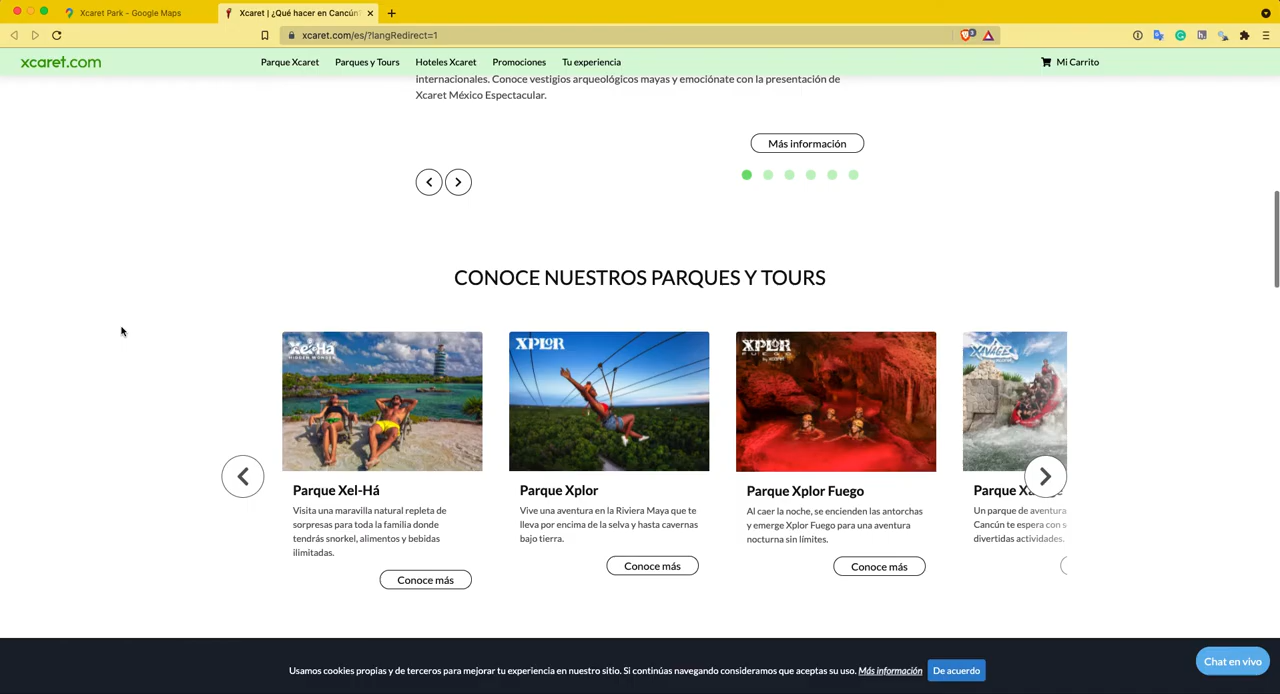 Xcaret Park - Google Maps
Xcaret | ¿Qué hacer en Cancún
xcaret.com/es/?langRedirect=1
3
xcaret.com
Parque Xcaret
Parques y Tours
Hoteles Xcaret
Promociones
Tu experiencia
Mi Carrito
internacionales. Conoce vestigios arqueológicos mayas y emociónate con la presentación de
Xcaret México Espectacular.
Más información
CONOCE NUESTROS PARQUES Y TOURS
Xel-Há
HIDDEN WONDER
Parque Xel-Há
Visita una maravilla natural repleta de
sorpresas para toda la familia donde
tendrás snorkel, alimentos y bebidas
ilimitadas.
Conoce más
XPLOR
Parque Xplor
Vive una aventura en la Riviera Maya que te
lleva por encima de la selva y hasta cavernas
bajo tierra.
Conoce más
XPLOR
FUEGO
by xcaret
Parque Xplor Fuego
Al caer la noche, se encienden las antorchas
y emerge Xplor Fuego para una aventura
nocturna sin límites.
Conoce más
XAVAGE
Parque
Un parque de aventura
Cancún te espera con
divertidas actividades.
Usamos cookies propias y de terceros para mejorar tu experiencia en nuestro sitio. Si continúas navegando consideramos que aceptas su uso. Más información
De acuerdo
Chat en vivo